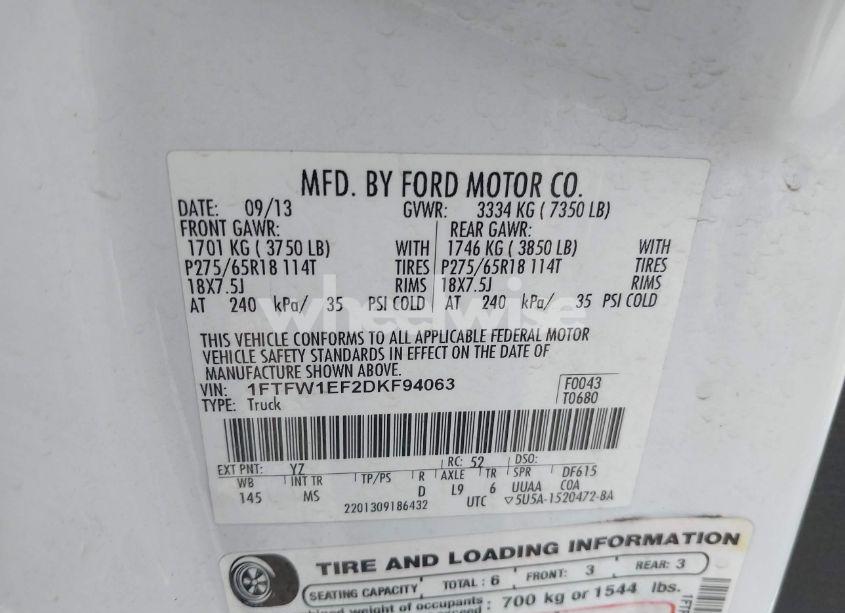 MFD. BY FORD MOTOR CO.
DATE: 09/13 GVWR: 3334 KG ( 7350 LB)
FRONT GAWR: REAR GAWR:
1701 KG ( 3750 LB) WITH 1746 KG ( 3850 LB) WITH
P275/65R18 114T TIRES P275/65R18 114T TIRES
18X7.5J RIMS 18X7.5J RIMS
AT 240 kPa/ 35 PSI COLD AT 240 kPa/ 35 PSI COLD
wheelwise
THIS VEHICLE CONFORMS TO ALL APPLICABLE FEDERAL MOTOR
VEHICLE SAFETY STANDARDS IN EFFECT ON THE DATE OF
MANUFACTURE SHOWN ABOVE.
VIN: 1FTFW1EF2DKF94063 F0043
TYPE: Truck T0680
EXT PNT: YZ RC: 52 DSO:
WB INT TR TP/PS R AXLE TR SPR DF615
145 MS D L9 6 UUAA COA
2201309186432 UTC ▽5U5A-1520472-BA
TIRE AND LOADING INFORMATION
SEATING CAPACITY TOTAL : 6 FRONT: 3 REAR: 3
weight of occupants : 700 kg or 1544 lbs.